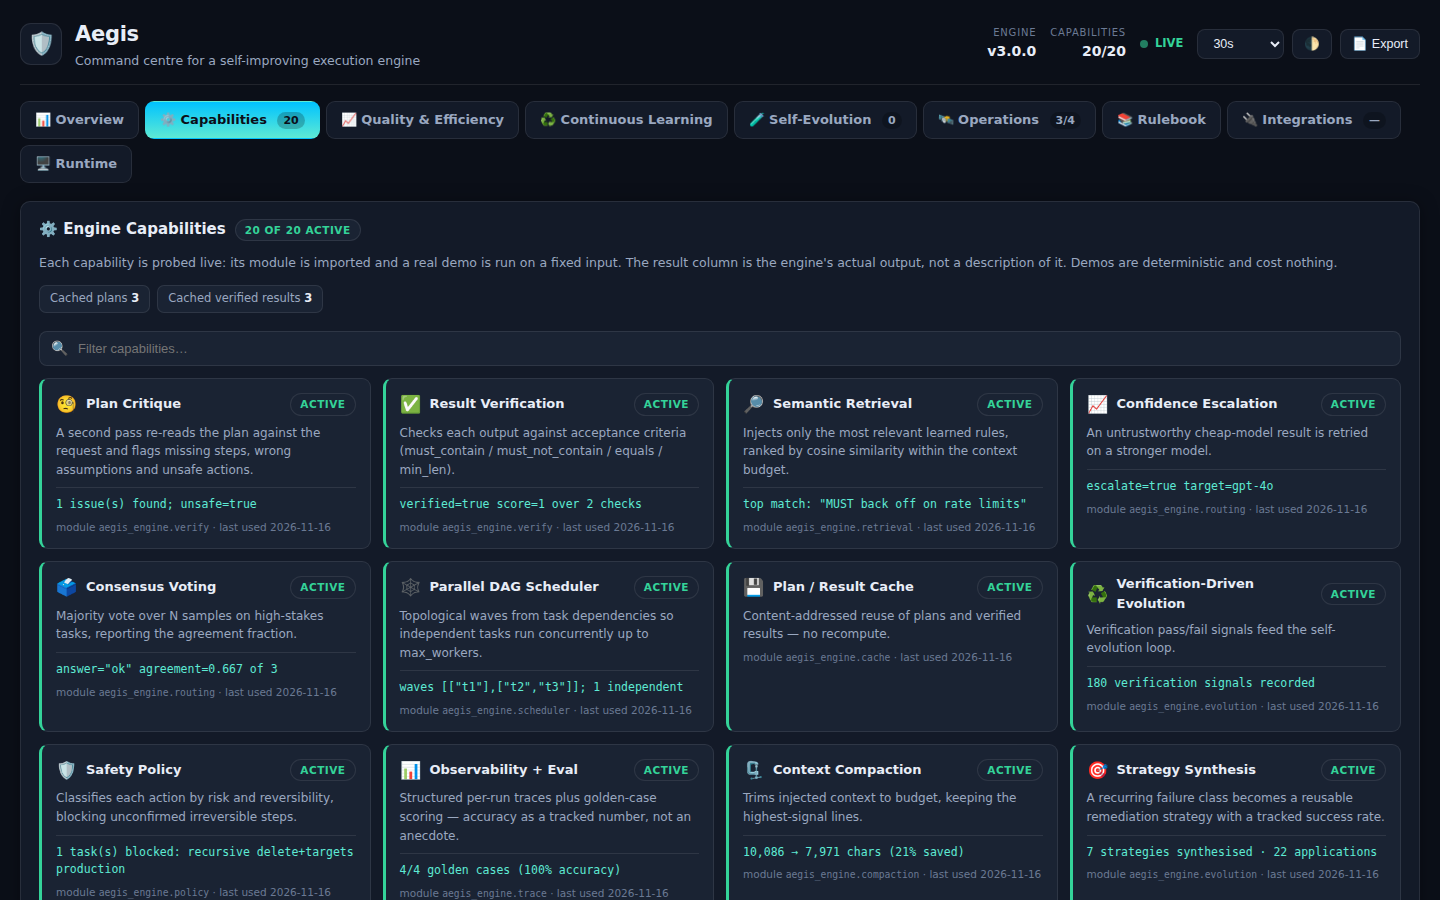 Aegis
Command centre for a self-improving execution engine
ENGINE
v3.0.0
CAPABILITIES
20/20
LIVE
30s
Export
Overview
Capabilities 20
Quality & Efficiency
Continuous Learning
Self-Evolution 0
Operations 3/4
Rulebook
Integrations —
Runtime
Engine Capabilities 20 OF 20 ACTIVE
Each capability is probed live: its module is imported and a real demo is run on a fixed input. The result column is the engine's actual output, not a description of it. Demos are deterministic and cost nothing.
Cached plans 3
Cached verified results 3
Filter capabilities…
Plan Critique ACTIVE
A second pass re-reads the plan against the
request and flags missing steps, wrong
assumptions and unsafe actions.
1 issue(s) found; unsafe=true
module aegis_engine.verify · last used 2026-11-16
Result Verification ACTIVE
Checks each output against acceptance criteria
(must_contain / must_not_contain / equals /
min_len).
verified=true score=1 over 2 checks
module aegis_engine.verify · last used 2026-11-16
Semantic Retrieval ACTIVE
Injects only the most relevant learned rules,
ranked by cosine similarity within the context
budget.
top match: "MUST back off on rate limits"
module aegis_engine.retrieval · last used 2026-11-16
Confidence Escalation ACTIVE
An untrustworthy cheap-model result is retried
on a stronger model.
escalate=true target=gpt-4o
module aegis_engine.routing · last used 2026-11-16
Consensus Voting ACTIVE
Majority vote over N samples on high-stakes
tasks, reporting the agreement fraction.
answer="ok" agreement=0.667 of 3
module aegis_engine.routing · last used 2026-11-16
Parallel DAG Scheduler ACTIVE
Topological waves from task dependencies so
independent tasks run concurrently up to
max_workers.
waves [["t1"],["t2","t3"]]; 1 independent
module aegis_engine.scheduler · last used 2026-11-16
Plan / Result Cache ACTIVE
Content-addressed reuse of plans and verified
results — no recompute.
module aegis_engine.cache · last used 2026-11-16
Verification-Driven
Evolution ACTIVE
Verification pass/fail signals feed the self-
evolution loop.
180 verification signals recorded
module aegis_engine.evolution · last used 2026-11-16
Safety Policy ACTIVE
Classifies each action by risk and reversibility,
blocking unconfirmed irreversible steps.
1 task(s) blocked: recursive delete+targets
production
module aegis_engine.policy · last used 2026-11-16
Observability + Eval ACTIVE
Structured per-run traces plus golden-case
scoring — accuracy as a tracked number, not an
anecdote.
4/4 golden cases (100% accuracy)
module aegis_engine.trace · last used 2026-11-16
Context Compaction ACTIVE
Trims injected context to budget, keeping the
highest-signal lines.
10,086 → 7,971 chars (21% saved)
module aegis_engine.compaction · last used 2026-11-16
Strategy Synthesis ACTIVE
A recurring failure class becomes a reusable
remediation strategy with a tracked success rate.
7 strategies synthesised · 22 applications
module aegis_engine.evolution · last used 2026-11-16